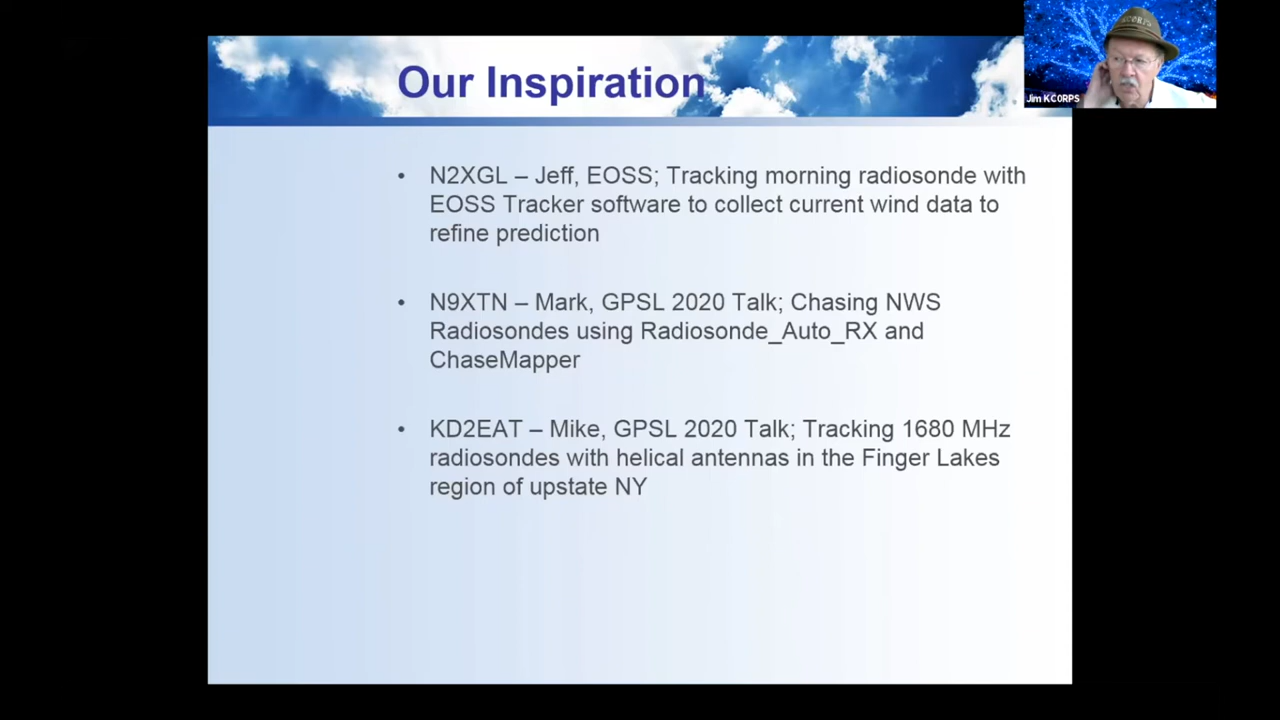 Our Inspiration
Jim KC0RPS
• N2XGL – Jeff, EOSS; Tracking morning radiosonde with
EOSS Tracker software to collect current wind data to
refine prediction
• N9XTN – Mark, GPSL 2020 Talk; Chasing NWS
Radiosondes using Radiosonde_Auto_RX and
ChaseMapper
• KD2EAT – Mike, GPSL 2020 Talk; Tracking 1680 MHz
radiosondes with helical antennas in the Finger Lakes
region of upstate NY